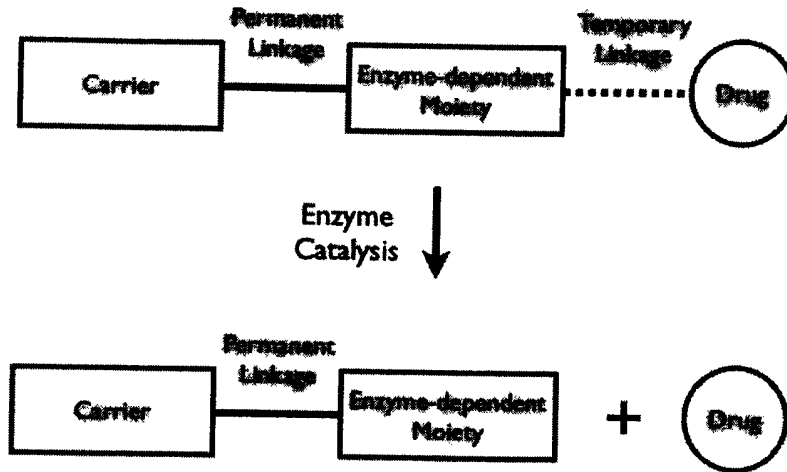 Permanent
Linkage
Temporary
Linkage
Carrier
Enzyme-dependent
Moiety
Drug
Enzyme
Catalysis
Permanent
Linkage
Carrier
Enzyme-dependent
Moiety
+
Drug